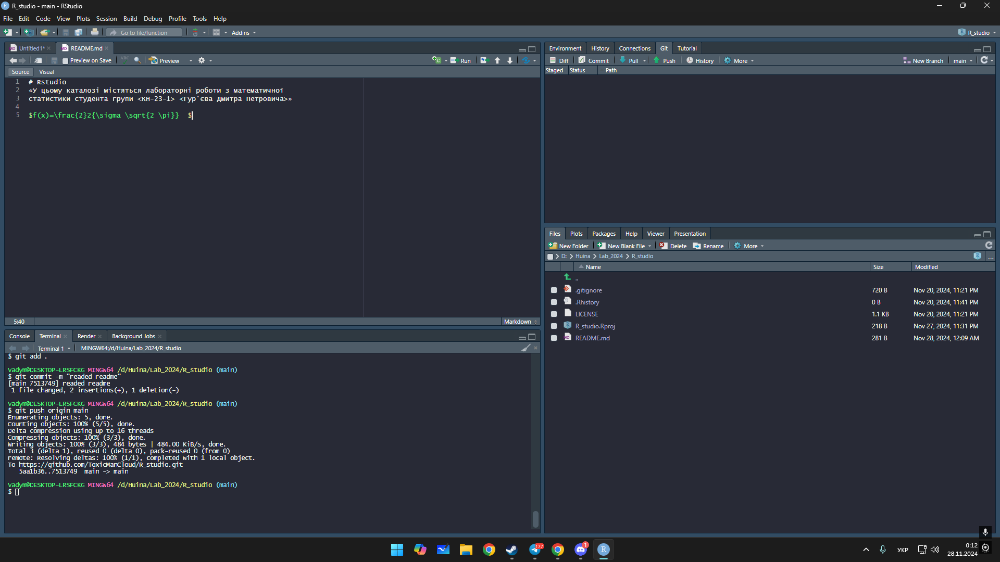 R_studio - main - RStudio
File Edit Code View Plots Session Build Debug Profile Tools Help
Go to file/function Addins R_studio
Untitled1* README.md
Preview on Save ABC Preview Run
Source Visual
1 # Rstudio
2 «У цьому каталозі містяться лабораторні роботи з математичної
3 статистики студента групи <КН-23-1> <Гур'єва Дмитра Петровича>»
4
5 $f(x)=\frac{2}2{\sigma \sqrt{2 \pi}}  $
5:40 Markdown
Console Terminal Render Background Jobs
Terminal 1 MINGW64:/d/Huina/Lab_2024/R_studio
$ git add .
Vadym@DESKTOP-LRSFCKG MINGW64 /d/Huina/Lab_2024/R_studio (main)
$ git commit -m "readed readme"
[main 7513749] readed readme
1 file changed, 2 insertions(+), 1 deletion(-)
Vadym@DESKTOP-LRSFCKG MINGW64 /d/Huina/Lab_2024/R_studio (main)
$ git push origin main
Enumerating objects: 5, done.
Counting objects: 100% (5/5), done.
Delta compression using up to 16 threads
Compressing objects: 100% (3/3), done.
Writing objects: 100% (3/3), 484 bytes | 484.00 KiB/s, done.
Total 3 (delta 1), reused 0 (delta 0), pack-reused 0 (from 0)
remote: Resolving deltas: 100% (1/1), completed with 1 local object.
To https://github.com/ToxicManCloud/R_studio.git
5aa1b36..7513749  main -> main
Vadym@DESKTOP-LRSFCKG MINGW64 /d/Huina/Lab_2024/R_studio (main)
$
Environment History Connections Git Tutorial
Diff Commit Pull Push History More New Branch main
Staged Status Path
Files Plots Packages Help Viewer Presentation
New Folder New Blank File Delete Rename More
D: Huina Lab_2024 R_studio ...
Name Size Modified
..
.gitignore 720 B Nov 20, 2024, 11:21 PM
.Rhistory 0 B Nov 20, 2024, 11:41 PM
LICENSE 1.1 KB Nov 20, 2024, 11:21 PM
R_studio.Rproj 218 B Nov 27, 2024, 11:31 PM
README.md 281 B Nov 28, 2024, 12:09 AM
177 1 R УКР 0:12
28.11.2024